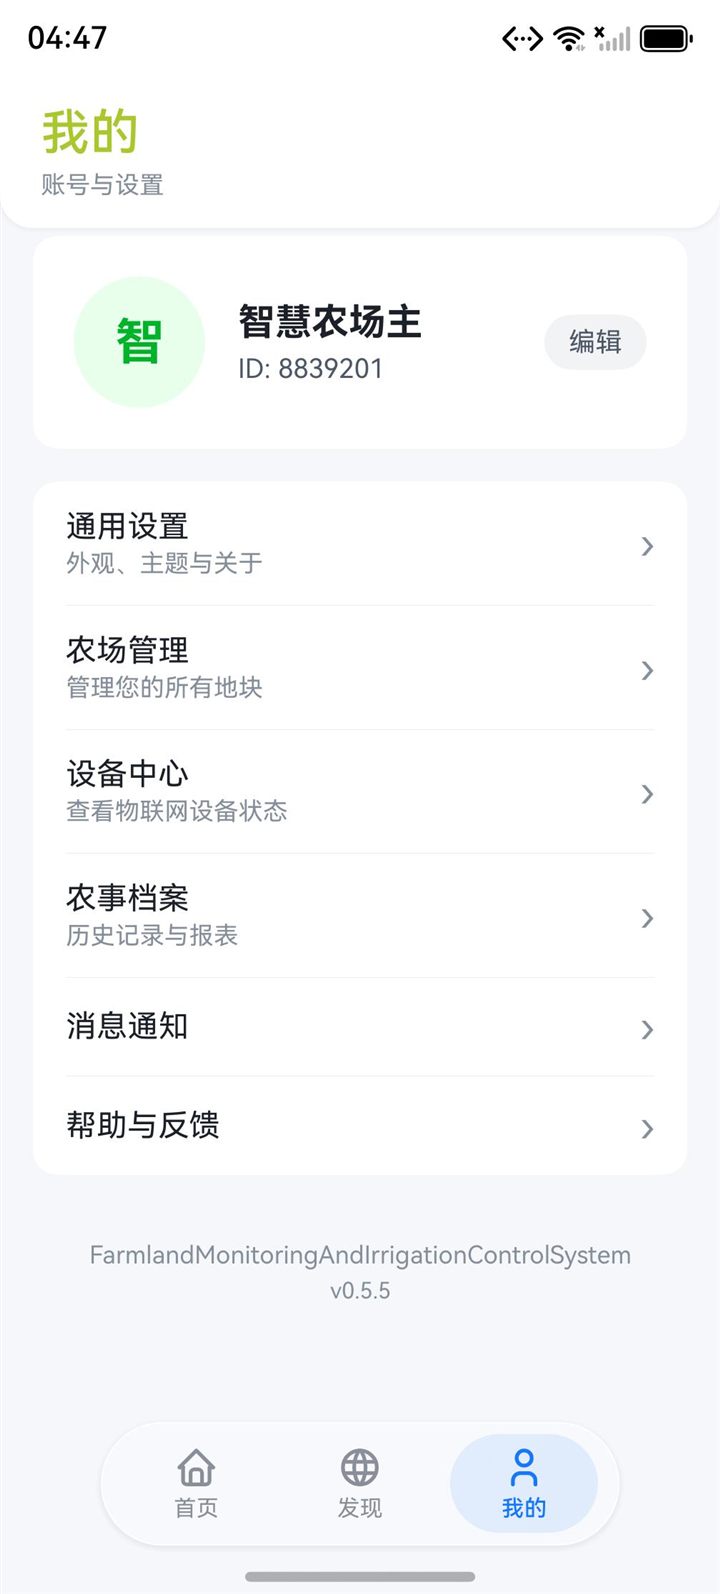 04:47
我的
账号与设置
智
智慧农场主
ID: 8839201
编辑
通用设置
外观、主题与关于
农场管理
管理您的所有地块
设备中心
查看物联网设备状态
农事档案
历史记录与报表
消息通知
帮助与反馈
FarmlandMonitoringAndIrrigationControlSystem
v0.5.5
首页
发现
我的